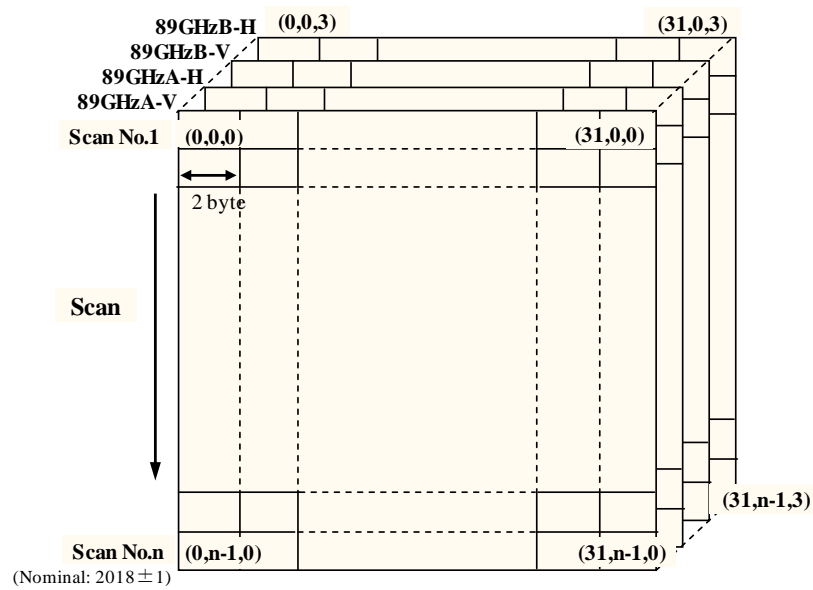 89GHzB-H (0,0,3) (31,0,3)
89GHzB-V
89GHzA-H
89GHzA-V
Scan No.1 (0,0,0) (31,0,0)
2 byte
Scan
(31,n-1,3)
Scan No.n (0,n-1,0) (31,n-1,0)
(Nominal: 2018±1)